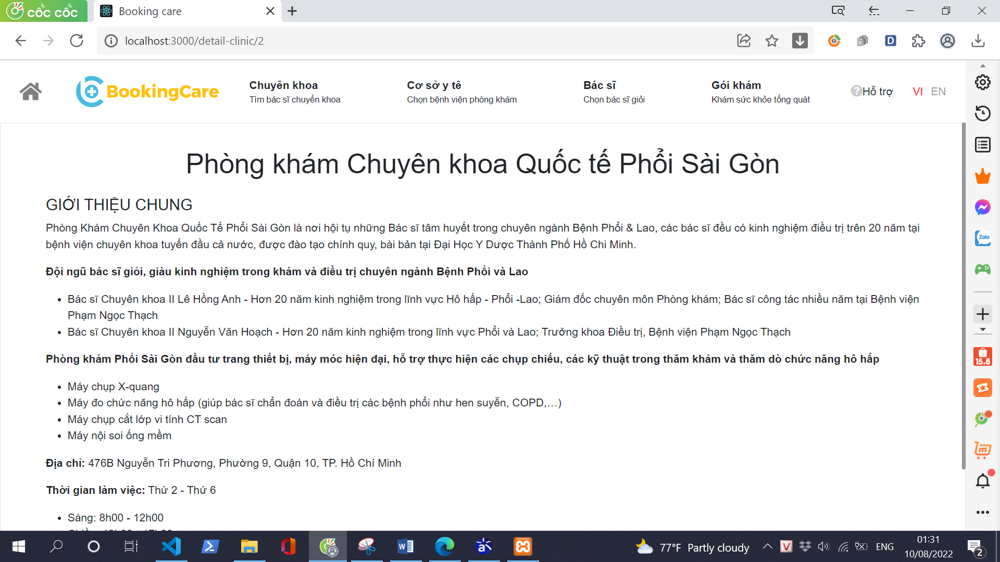 cốc cốc
Booking care
localhost:3000/detail-clinic/2
BookingCare
Chuyên khoa
Tìm bác sĩ chuyển khoa
Cơ sở y tê
Chọn bệnh viện phòng khám
Bác sĩ
Chọn bác sĩ giỏi
Gói khám
Khám sức khỏe tổng quát
Hỗ trợ
VI EN
Phòng khám Chuyên khoa Quốc tế Phổi Sài Gòn
GIỚI THIỆU CHUNG
Phòng Khám Chuyên Khoa Quốc Tế Phổi Sài Gòn là nơi hội tụ những Bác sĩ tâm huyết trong chuyên ngành Bệnh Phổi & Lao, các bác sĩ đều có kinh nghiệm điều trị trên 20 năm tại
bệnh viện chuyên khoa tuyến đầu cả nước, được đào tạo chính quy, bài bản tại Đại Học Y Dược Thành Phố Hồ Chi Minh.
Đội ngũ bác sĩ giỏi, giàu kinh nghiệm trong khám và điều trị chuyên ngành Bệnh Phổi và Lao
• Bác sĩ Chuyên khoa II Lê Hồng Anh - Hơn 20 năm kinh nghiệm trong lĩnh vực Hô hấp - Phổi -Lao; Giám đốc chuyên môn Phòng khám; Bác sĩ công tác nhiều năm tại Bệnh viện
Phạm Ngọc Thạch
• Bác sĩ Chuyên khoa II Nguyễn Văn Hoạch - Hơn 20 năm kinh nghiệm trong lĩnh vực Phổi và Lao; Trưởng khoa Điều trị, Bệnh viện Phạm Ngọc Thạch
Phòng khám Phổi Sài Gòn đầu tư trang thiết bị, máy móc hiện đại, hỗ trợ thực hiện các chụp chiếu, các kỹ thuật trong thăm khám và thăm dò chức năng hô hấp
• Máy chụp X-quang
• Máy đo chức năng hô hấp (giúp bác sĩ chẩn đoán và điều trị các bệnh phổi như hen suyễn, COPD,…)
• Máy chụp cắt lớp vi tính CT scan
• Máy nội soi ống mềm
Địa chỉ: 476B Nguyễn Tri Phương, Phường 9, Quận 10, TP. Hồ Chí Minh
Thời gian làm việc: Thứ 2 - Thứ 6
• Sáng: 8h00 - 12h00
Zalo
15.8
77°F Partly cloudy
ENG
01:31
10/08/2022
2